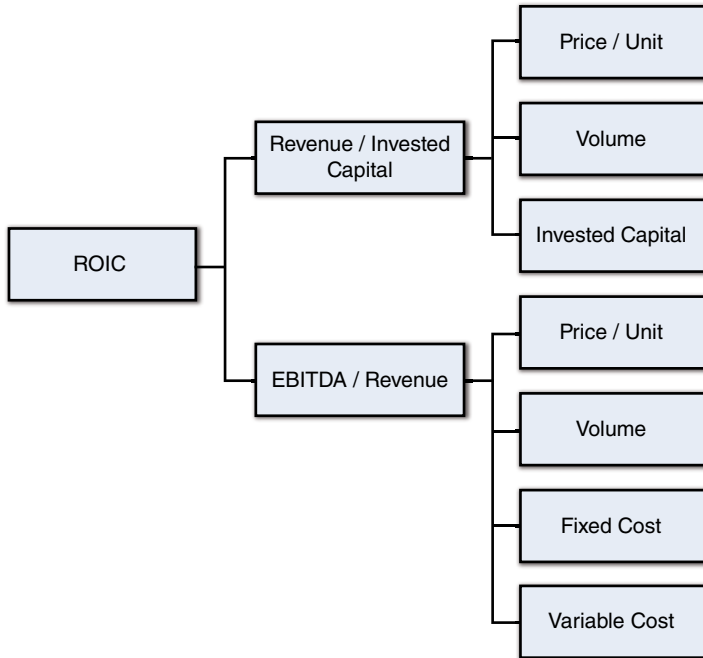 Price / Unit
Revenue / Invested
Capital
Volume
Invested Capital
ROIC
Price / Unit
EBITDA / Revenue
Volume
Fixed Cost
Variable Cost